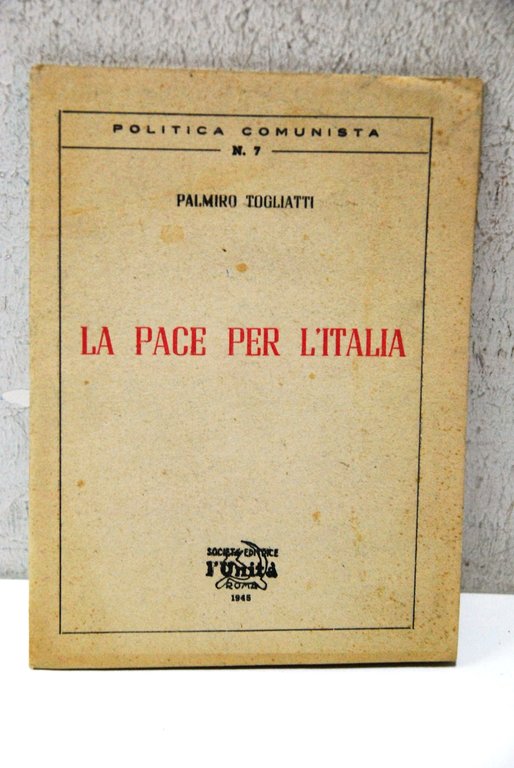 POLITICA COMUNISTA
N. 7
PALMIRO TOGLIATTI
LA PACE PER L'ITALIA
SOCIETÀ EDITRICE
l'Unità
ROMA
1945